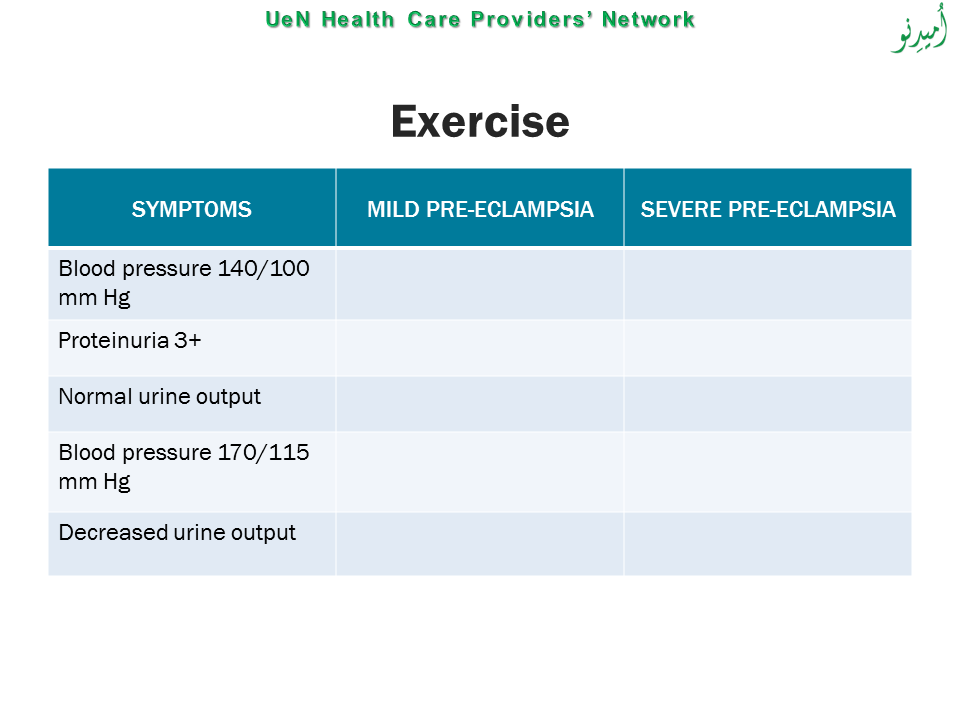 UeN Health Care Providers’ Network
اُمیدِنو
Exercise
SYMPTOMS MILD PRE-ECLAMPSIA SEVERE PRE-ECLAMPSIA
Blood pressure 140/100
mm Hg
Proteinuria 3+
Normal urine output
Blood pressure 170/115
mm Hg
Decreased urine output